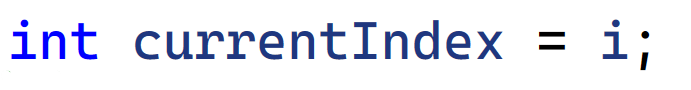 int currentIndex = i;